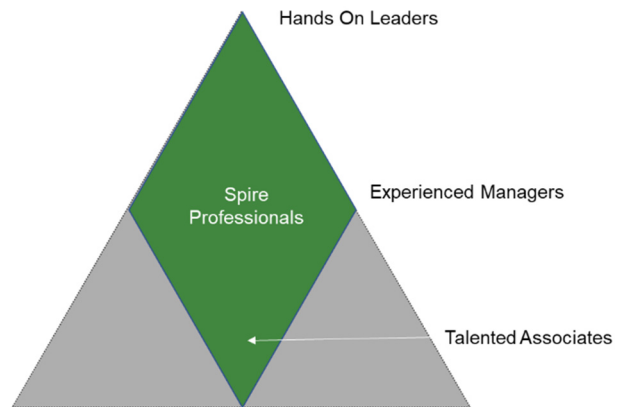 Hands On Leaders
Spire
Professionals
Experienced Managers
Talented Associates